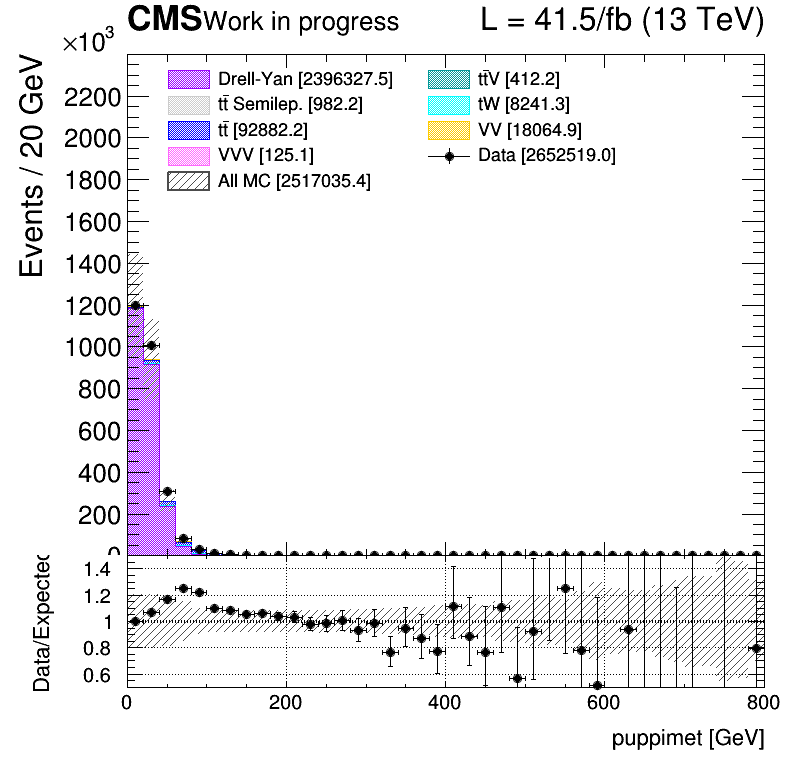 CMS Work in progress L = 41.5/fb (13 TeV)
×10³
Events / 20 GeV
Drell-Yan [2396327.5]
tt̄ Semilep. [982.2]
tt̄ [92882.2]
VVV [125.1]
All MC [2517035.4]
tt̄V [412.2]
tW [8241.3]
VV [18064.9]
Data [2652519.0]
2200
2000
1800
1600
1400
1200
1000
800
600
400
200
0
Data/Expected
1.4
1.2
1
0.8
0.6
0 200 400 600 800
puppimet [GeV]